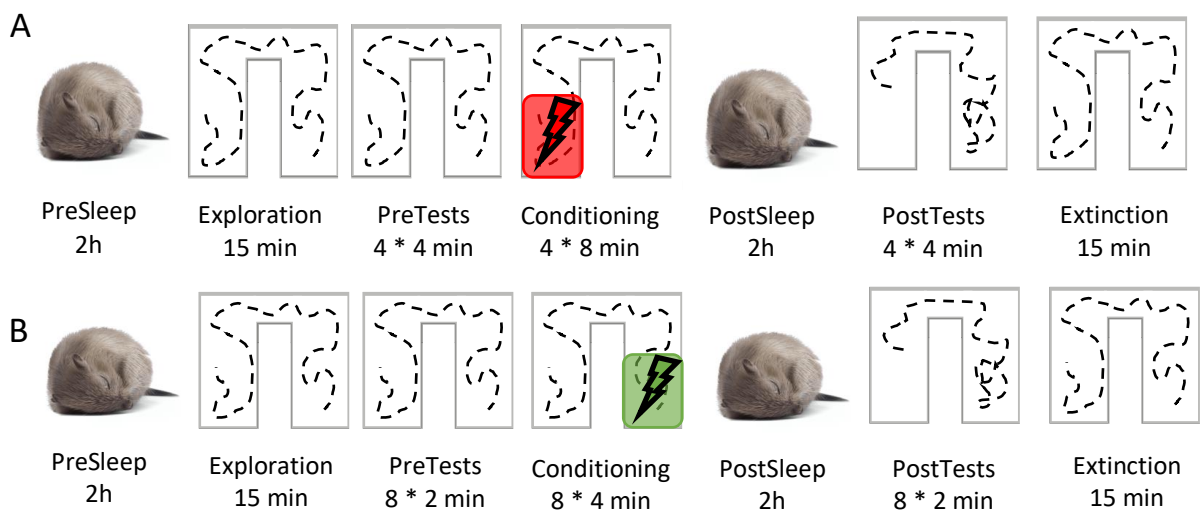 A
PreSleep
2h
Exploration
15 min
PreTests
4 * 4 min
Conditioning
4 * 8 min
PostSleep
2h
PostTests
4 * 4 min
Extinction
15 min
B
PreSleep
2h
Exploration
15 min
PreTests
8 * 2 min
Conditioning
8 * 4 min
PostSleep
2h
PostTests
8 * 2 min
Extinction
15 min